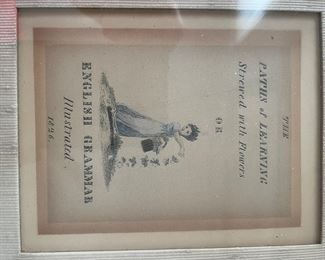 THE
PATHS of LEARNING
Strewed with Flowers
OR
ENGLISH GRAMMAR
Illustrated.
1826.